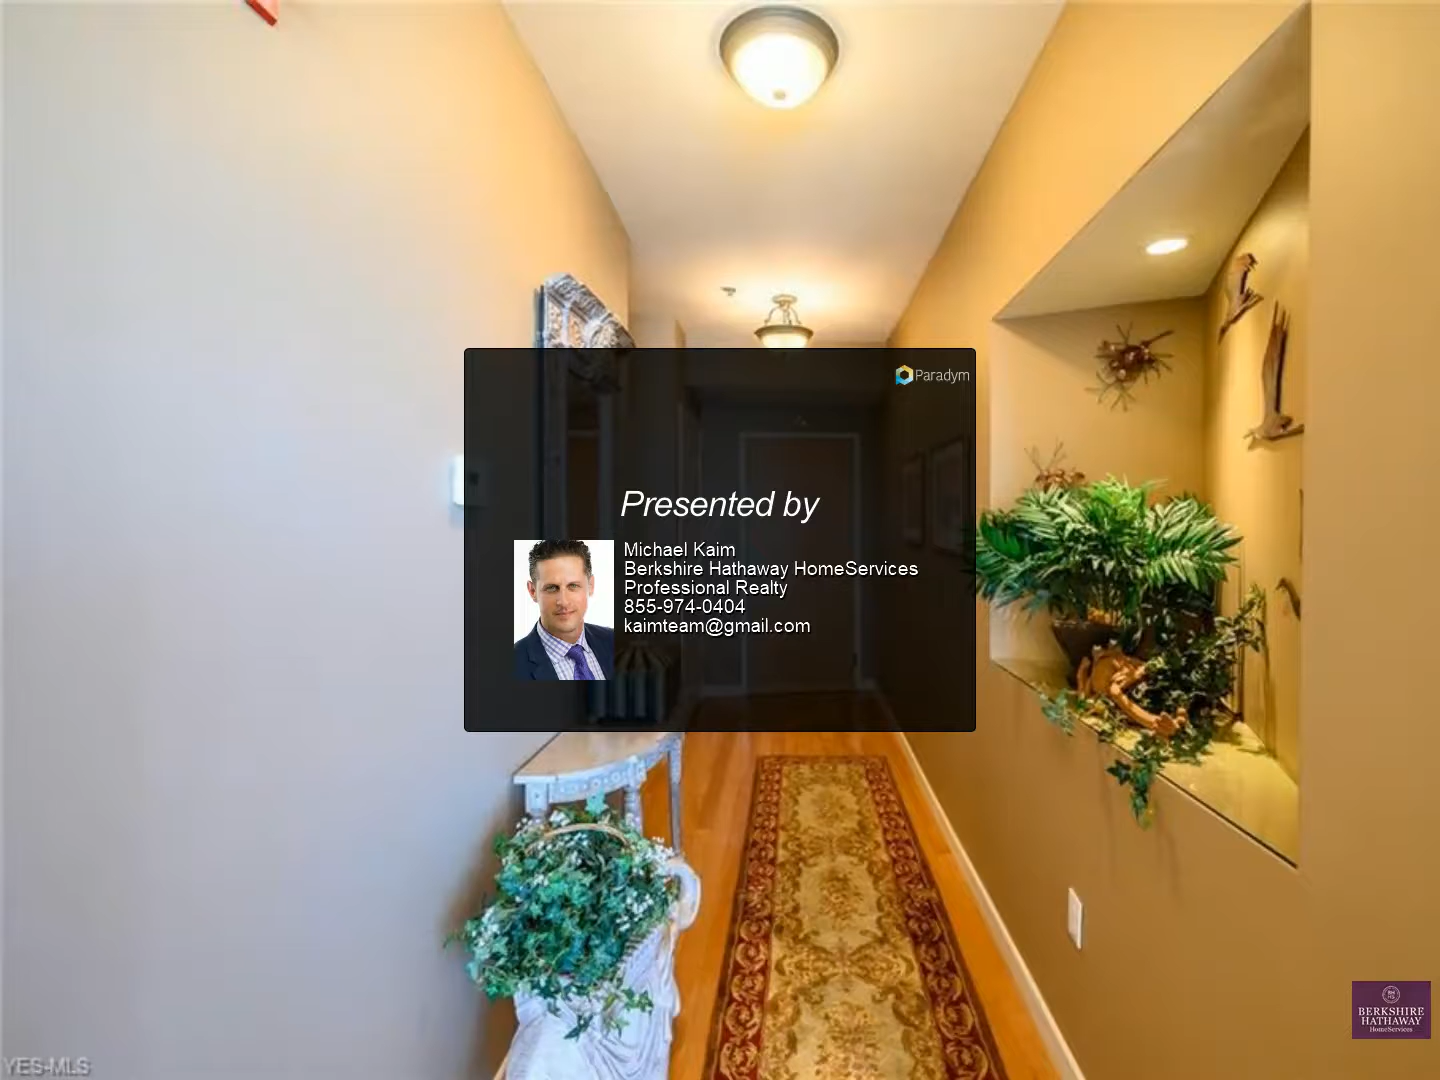 Paradym
Presented by
Michael Kaim
Berkshire Hathaway HomeServices
Professional Realty
855-974-0404
kaimteam@gmail.com
BERKSHIRE
HATHAWAY
HomeServices
YES-MLS